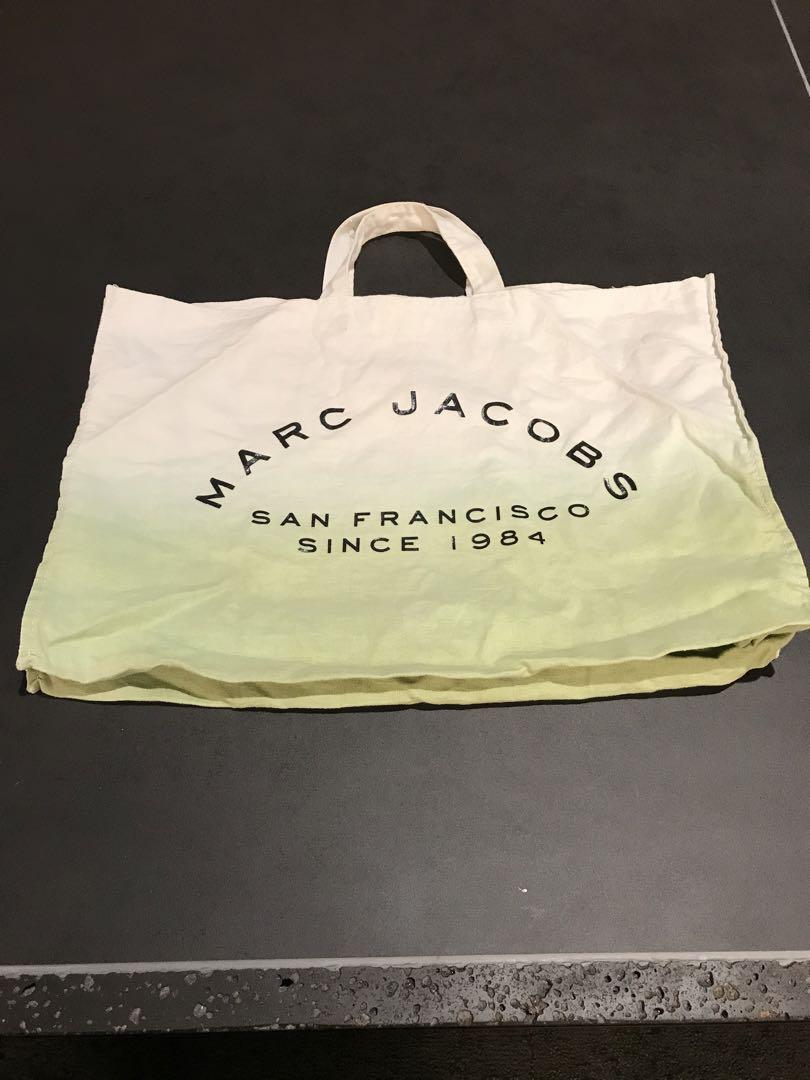 MARC JACOBS
SAN FRANCISCO
SINCE 1984